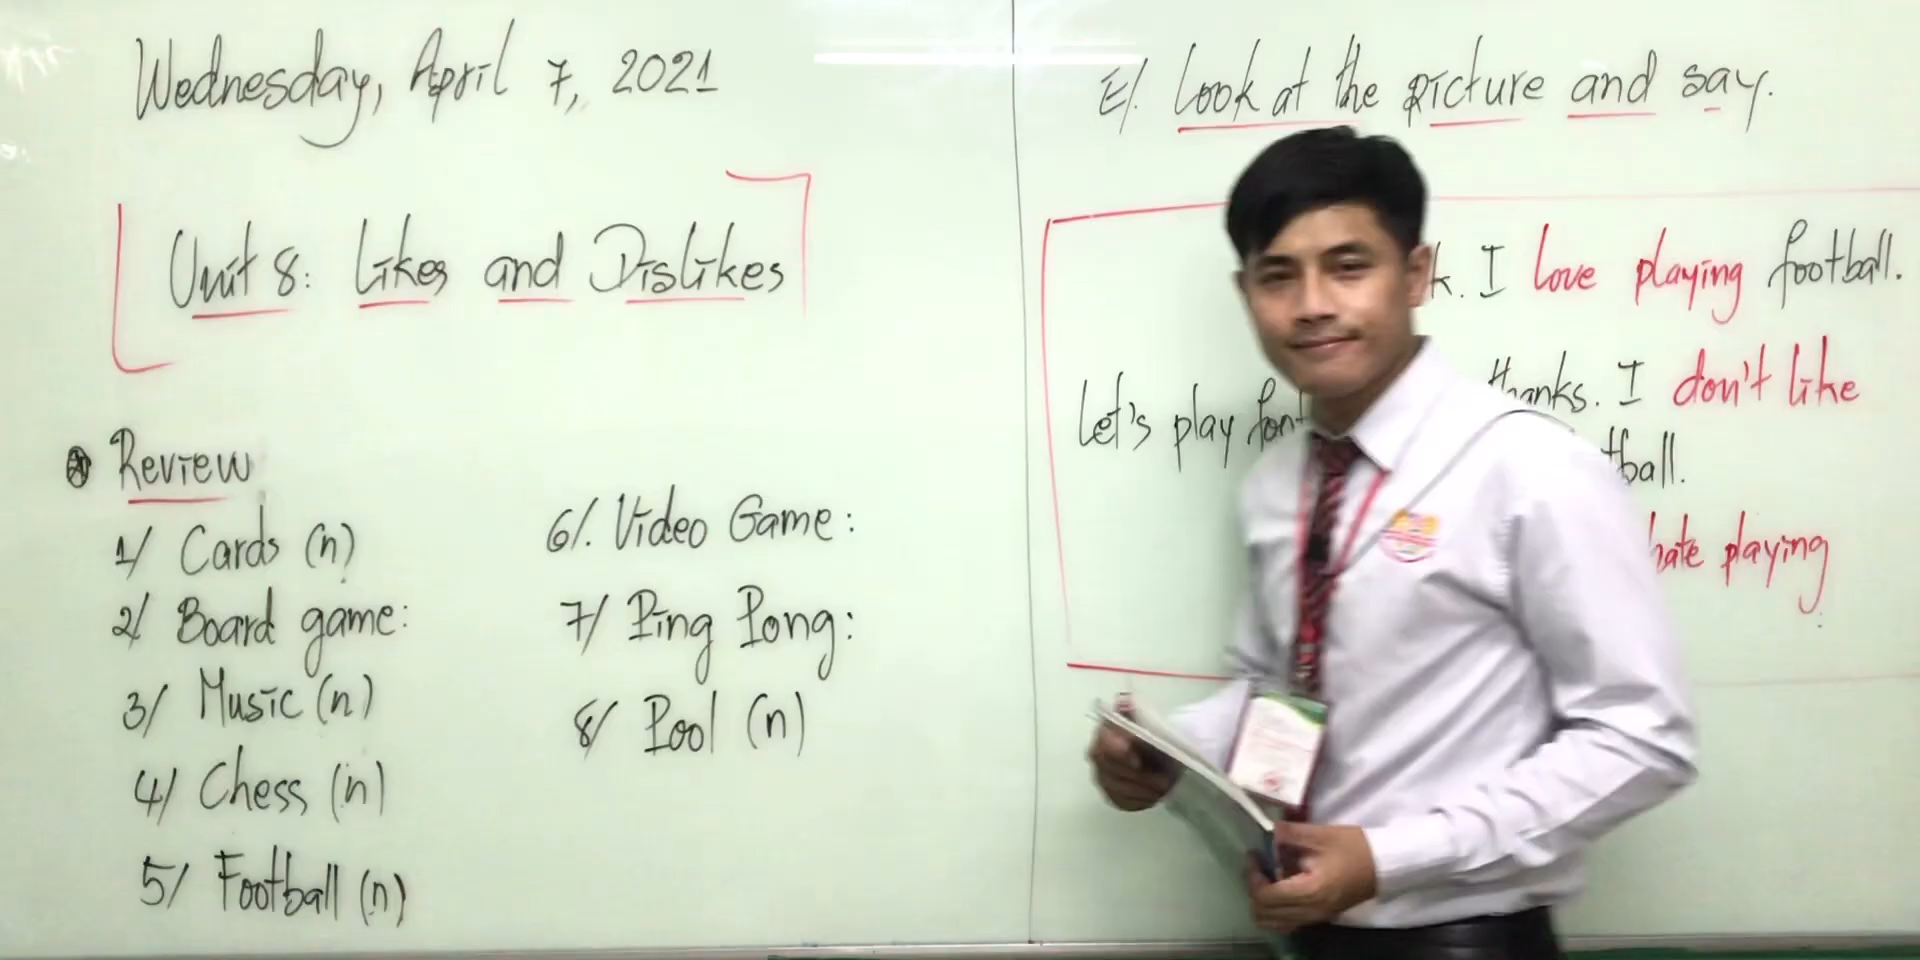 Wednesday, April 7, 2021
Unit 8: Likes and Dislikes
Review
1/ Cards (n)
2/ Board game:
3/ Music (n)
4/ Chess (n)
5/ Football (n)
6/. Video Game:
7/ Ping Pong:
8/ Pool (n)
E/. Look at the picture and say.
I love playing football.
Let's play
thanks. I don't like
hate playing